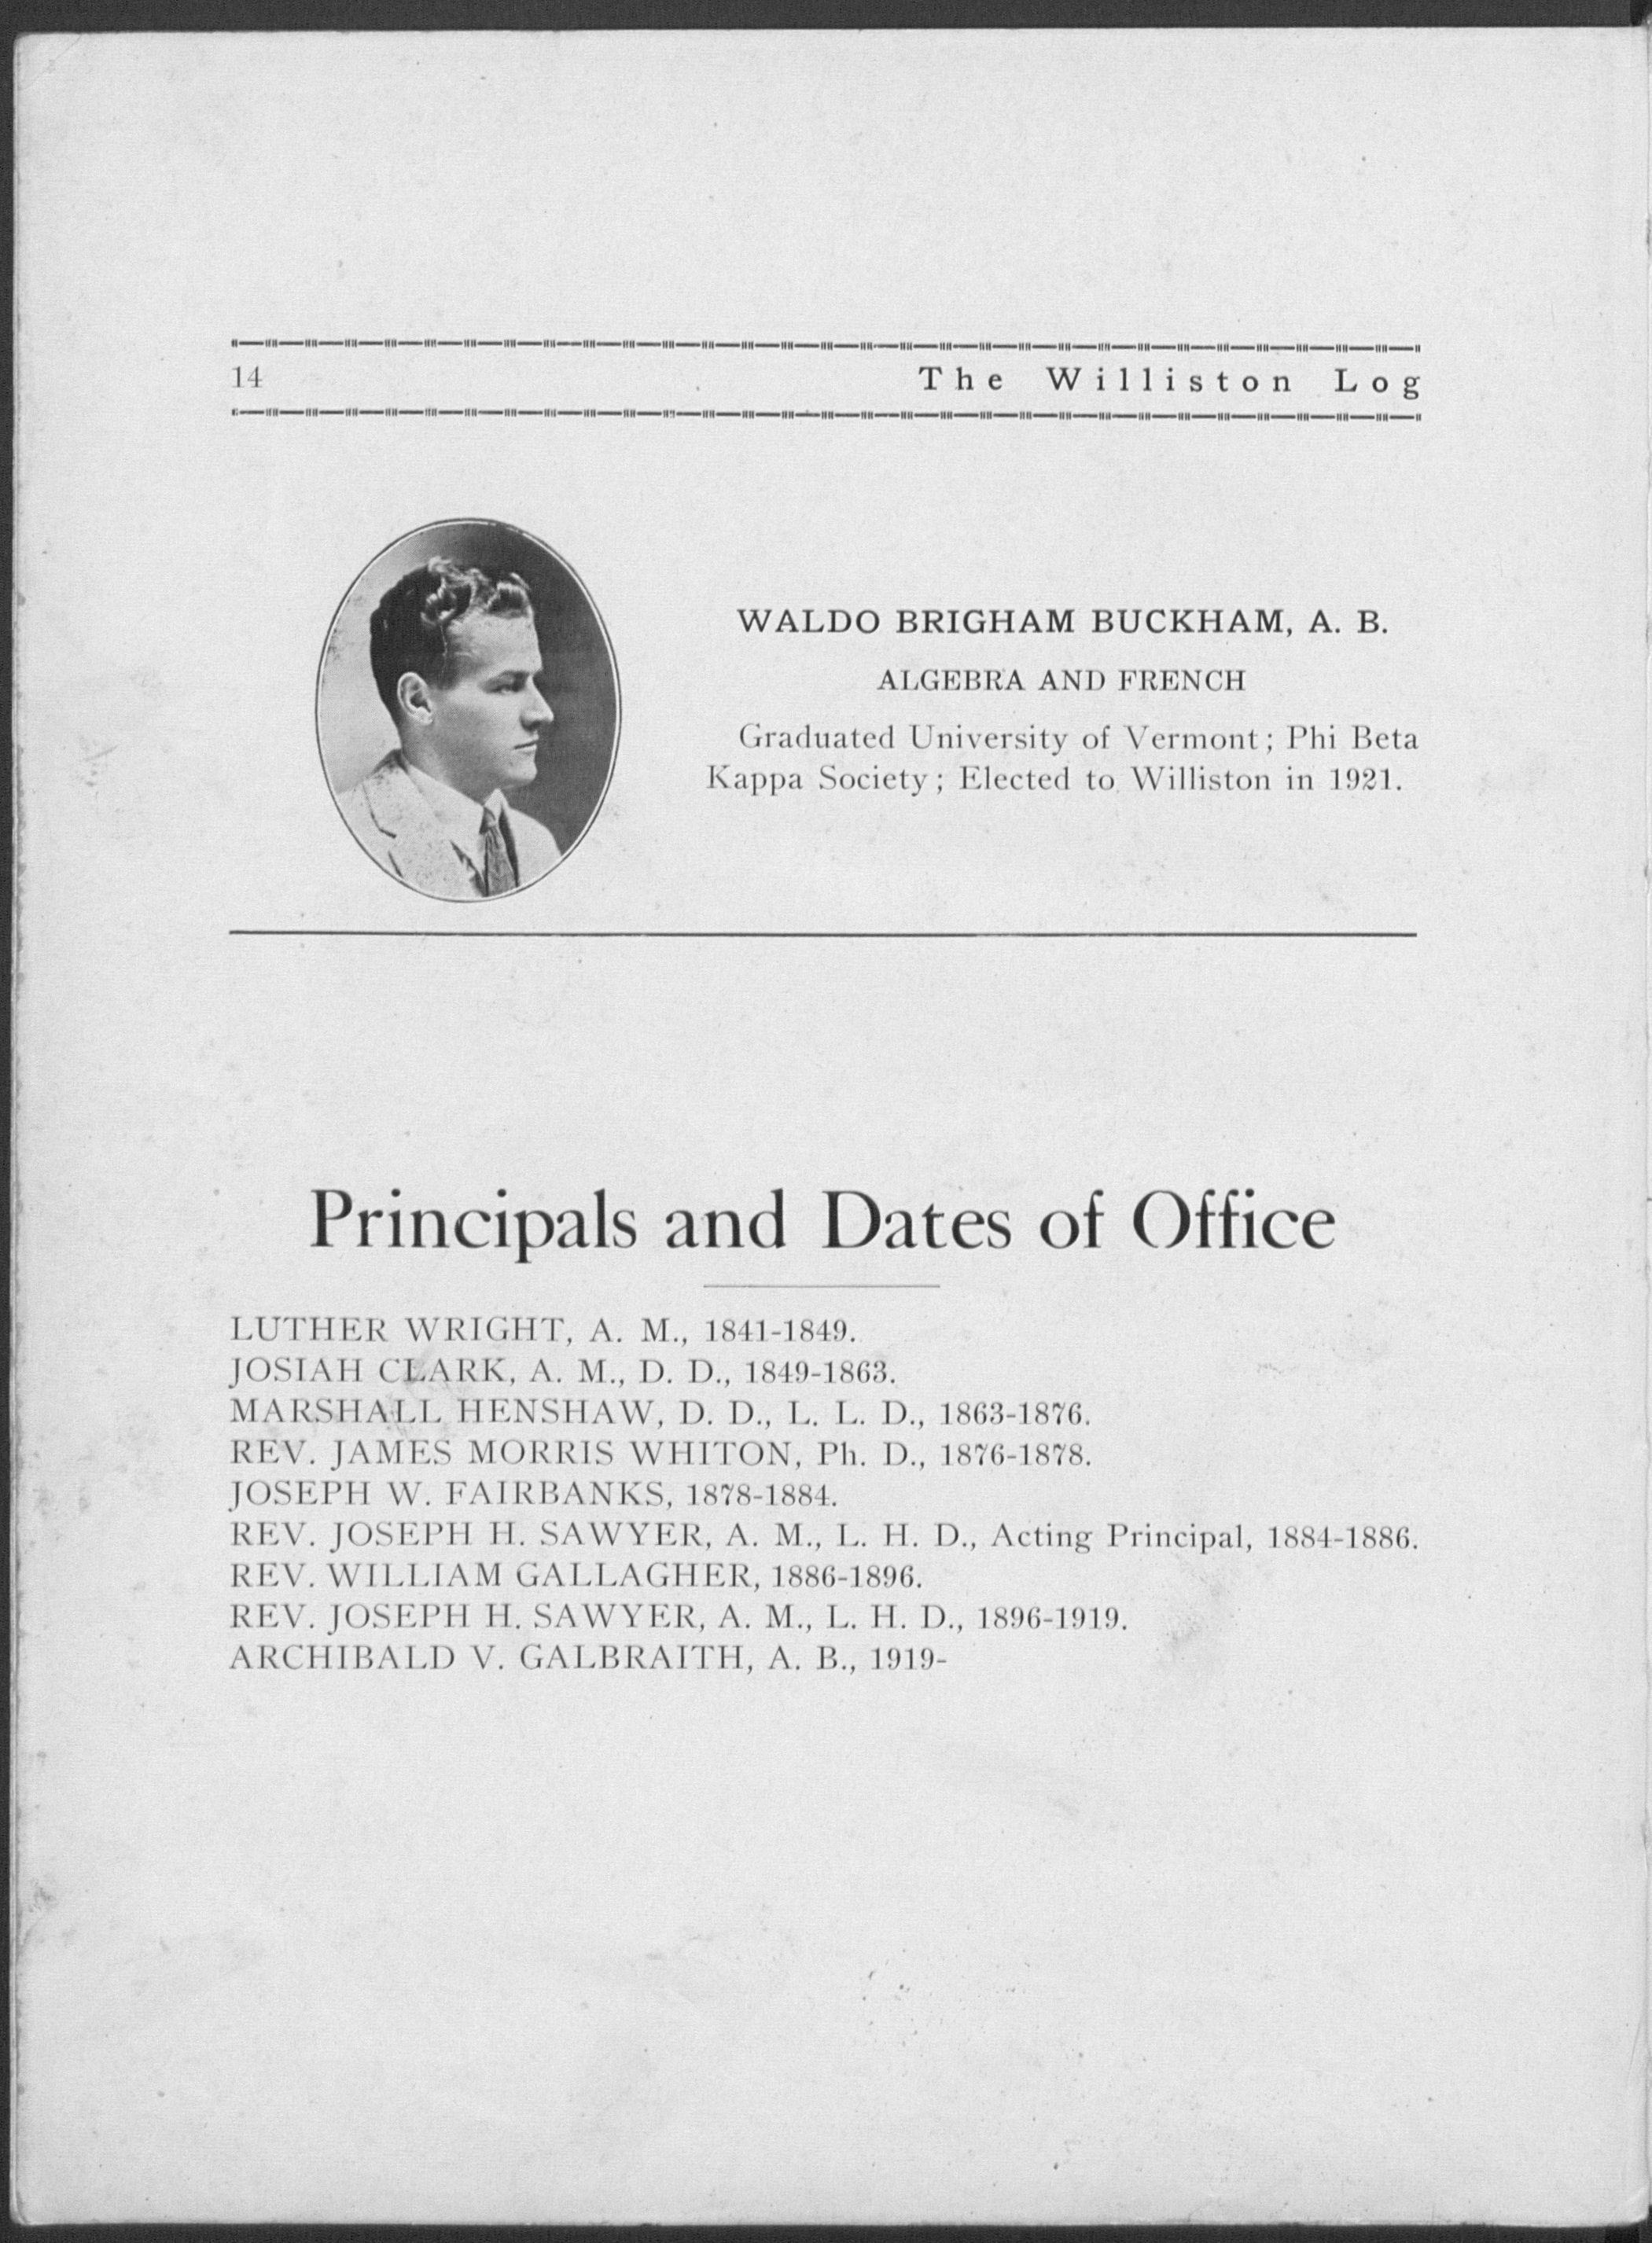 14 The Williston Log
WALDO BRIGHAM BUCKHAM, A. B.
ALGEBRA AND FRENCH
Graduated University of Vermont; Phi Beta
Kappa Society; Elected to Williston in 1921.
Principals and Dates of Office
LUTHER WRIGHT, A. M., 1841-1849.
JOSIAH CLARK, A. M., D. D., 1849-1863.
MARSHALL HENSHAW, D. D., L. L. D., 1863-1876.
REV. JAMES MORRIS WHITON, Ph. D., 1876-1878.
JOSEPH W. FAIRBANKS, 1878-1884.
REV. JOSEPH H. SAWYER, A. M., L. H. D., Acting Principal, 1884-1886.
REV. WILLIAM GALLAGHER, 1886-1896.
REV. JOSEPH H. SAWYER, A. M., L. H. D., 1896-1919.
ARCHIBALD V. GALBRAITH, A. B., 1919-